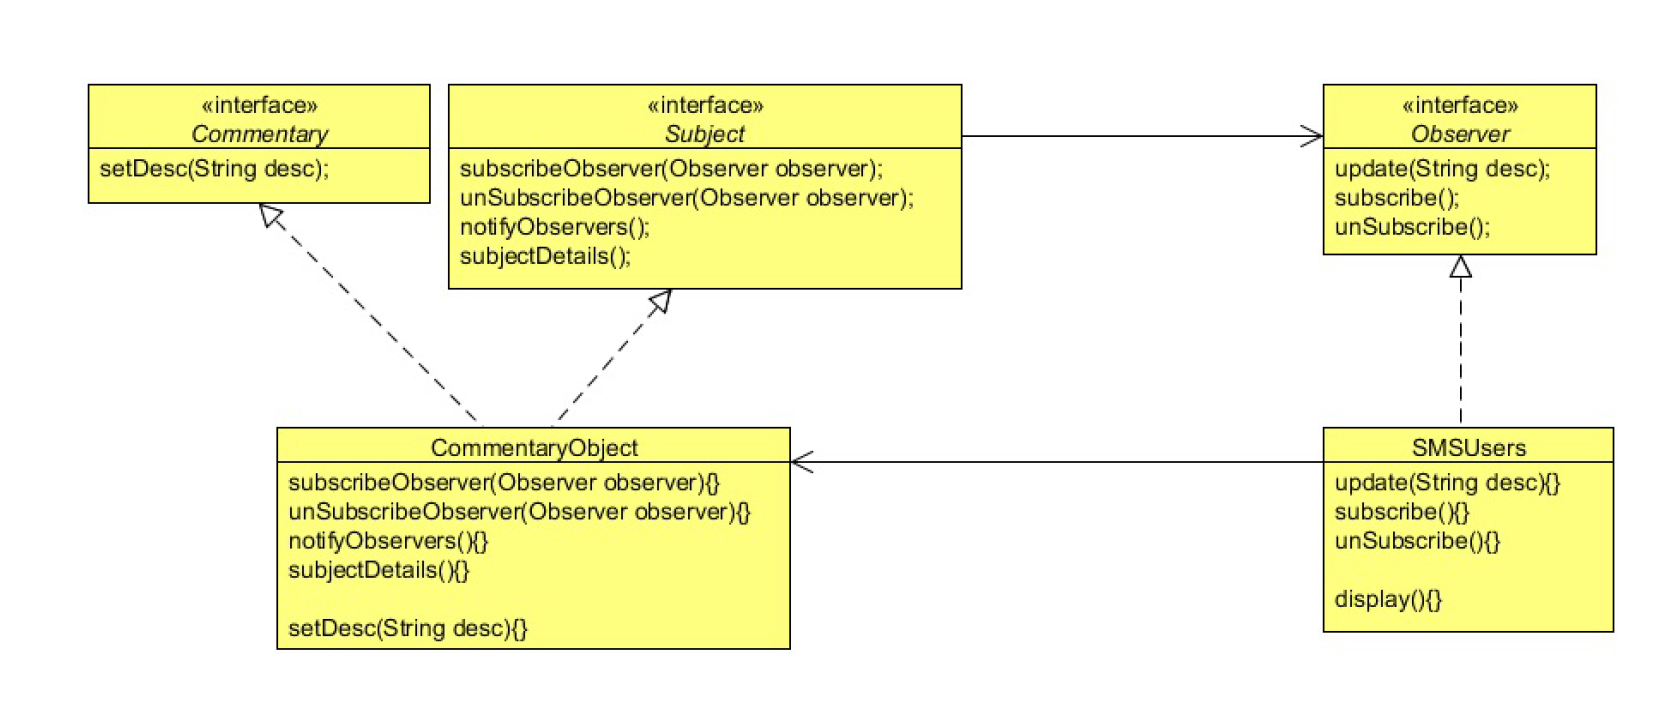 «interface»
Commentary
setDesc(String desc);
«interface»
Subject
subscribeObserver(Observer observer);
unSubscribeObserver(Observer observer);
notifyObservers();
subjectDetails();
«interface»
Observer
update(String desc);
subscribe();
unSubscribe();
CommentaryObject
subscribeObserver(Observer observer){}
unSubscribeObserver(Observer observer){}
notifyObservers(){}
subjectDetails(){}
setDesc(String desc){}
SMSUsers
update(String desc){}
subscribe(){}
unSubscribe(){}
display(){}